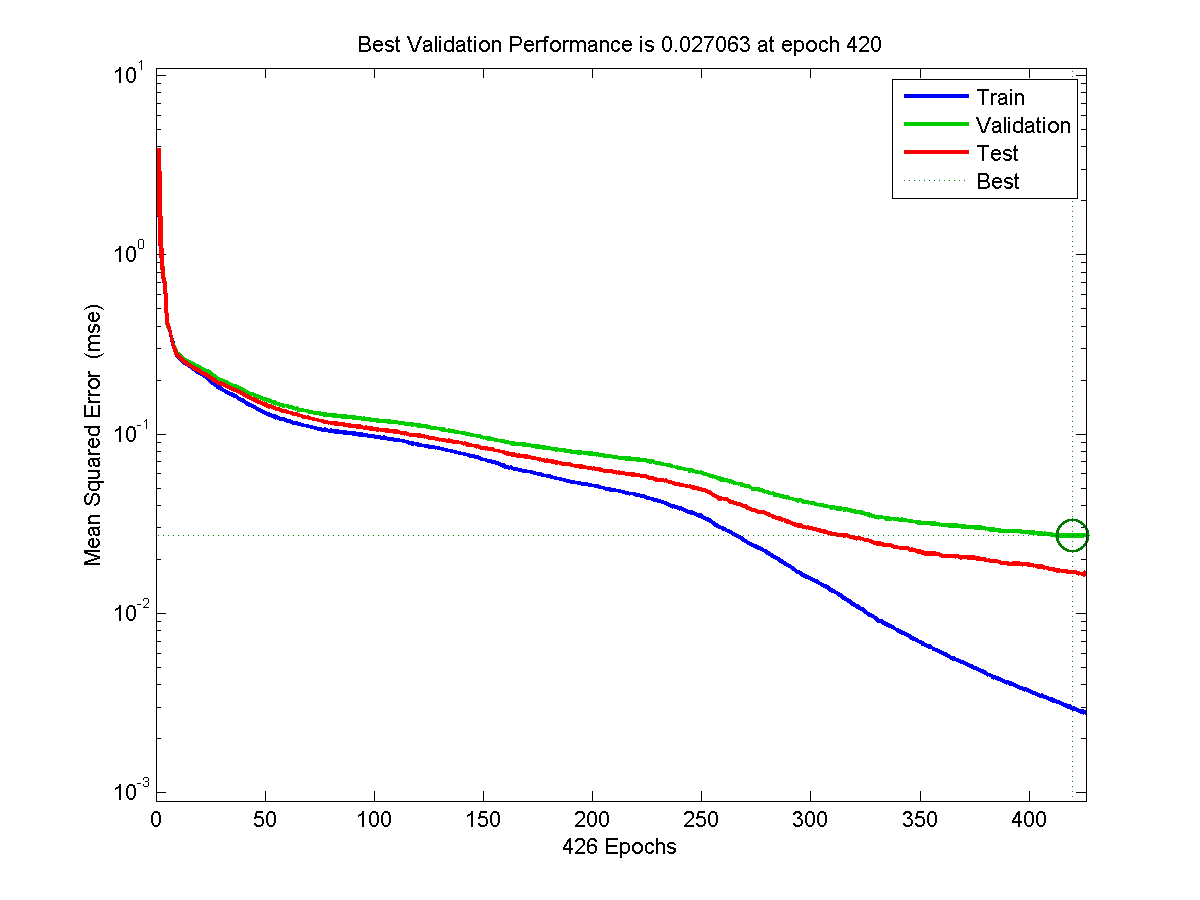 Best Validation Performance is 0.027063 at epoch 420
Train
Validation
Test
Best
Mean Squared Error (mse)
10^1
10^0
10^-1
10^-2
10^-3
0 50 100 150 200 250 300 350 400
426 Epochs